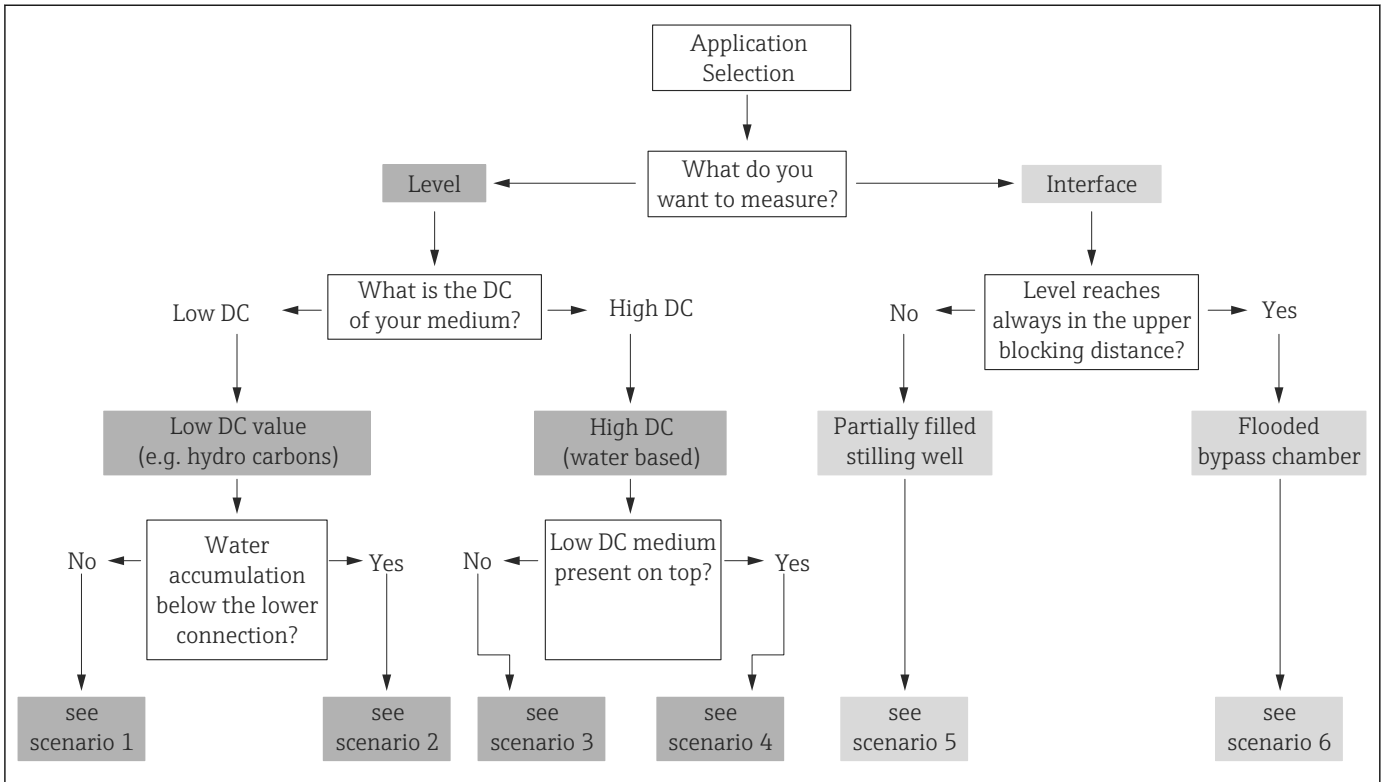 Application
Selection
What do you
want to measure?
Level
Interface
What is the DC
of your medium?
Low DC
High DC
Level reaches
always in the upper
blocking distance?
No
Yes
Low DC value
(e.g. hydro carbons)
High DC
(water based)
Partially filled
stilling well
Flooded
bypass chamber
Water
accumulation
below the lower
connection?
No
Yes
Low DC medium
present on top?
No
Yes
see
scenario 1
see
scenario 2
see
scenario 3
see
scenario 4
see
scenario 5
see
scenario 6